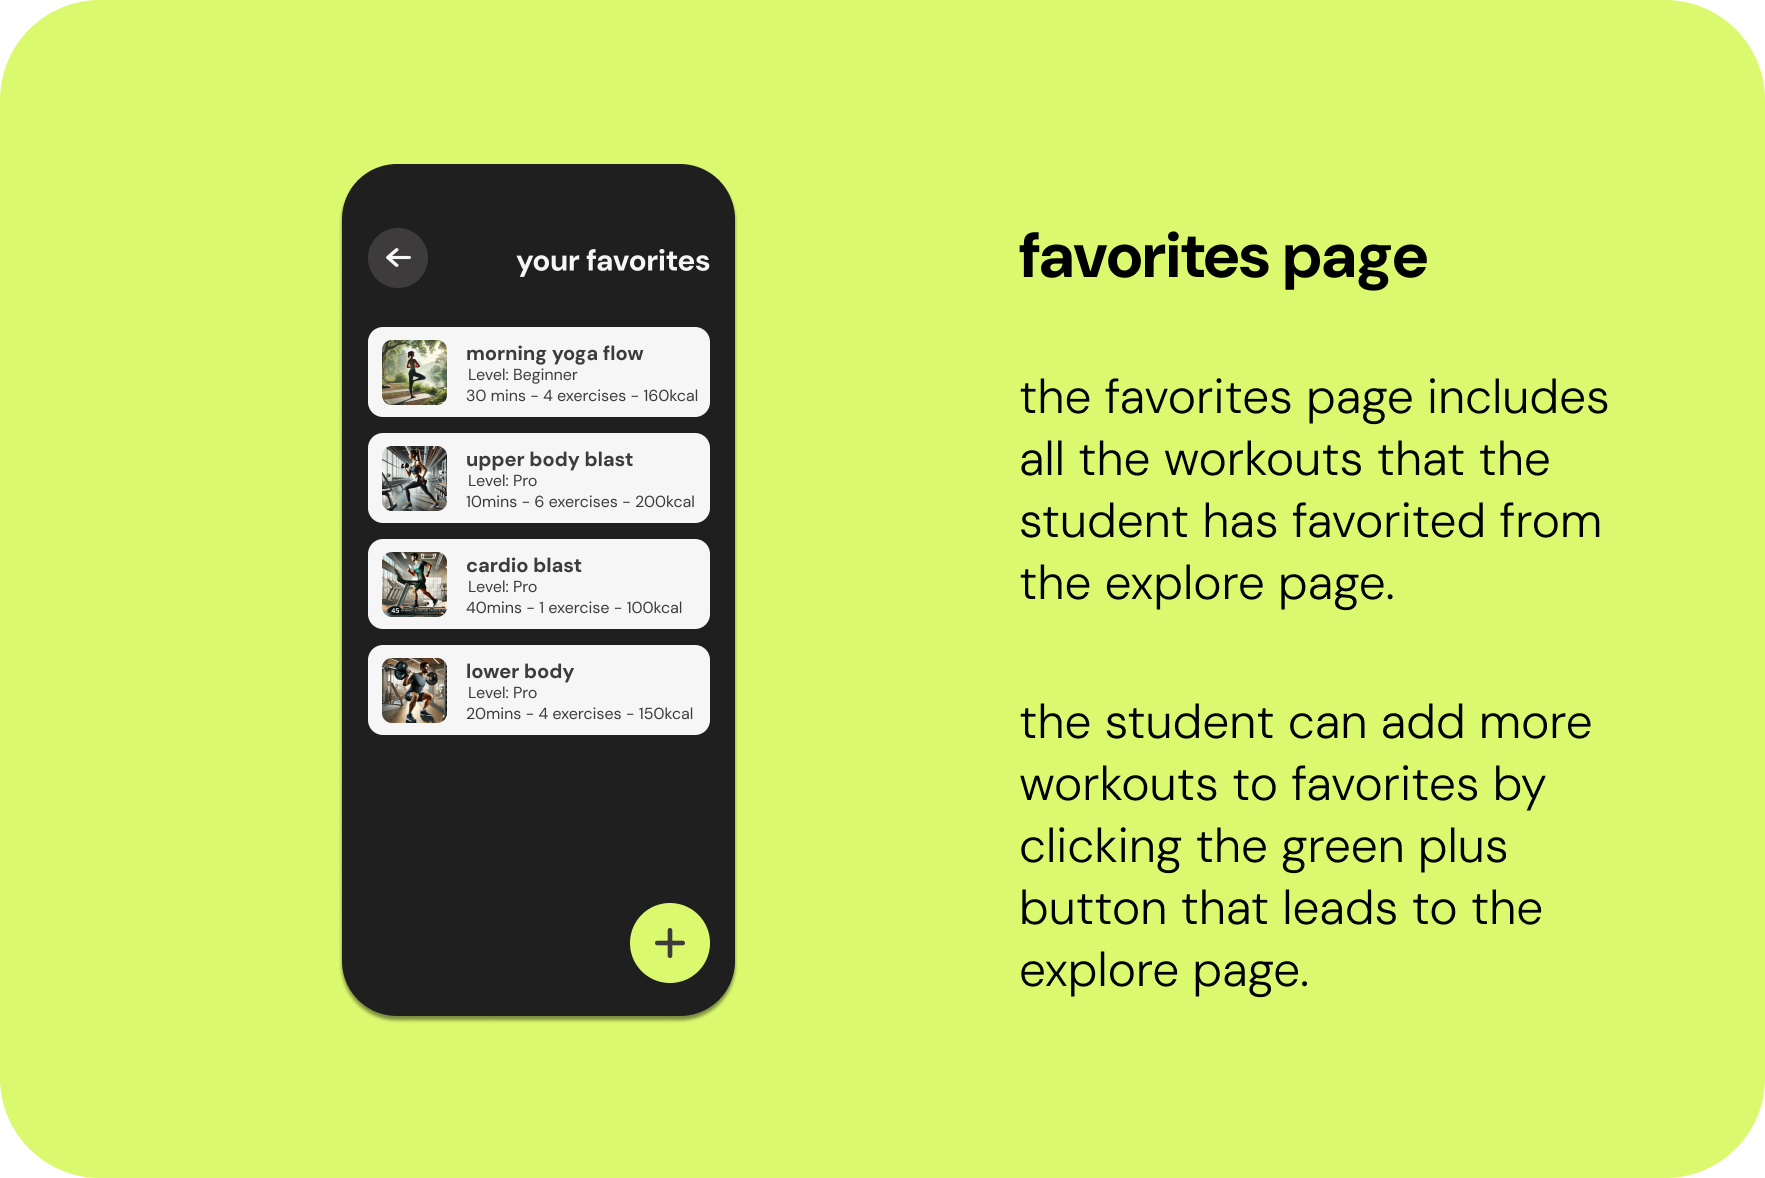 your favorites
morning yoga flow
Level: Beginner
30 mins - 4 exercises - 160kcal
upper body blast
Level: Pro
10mins - 6 exercises - 200kcal
cardio blast
Level: Pro
40mins - 1 exercise - 100kcal
45
lower body
Level: Pro
20mins - 4 exercises - 150kcal
favorites page
the favorites page includes
all the workouts that the
student has favorited from
the explore page.
the student can add more
workouts to favorites by
clicking the green plus
button that leads to the
explore page.